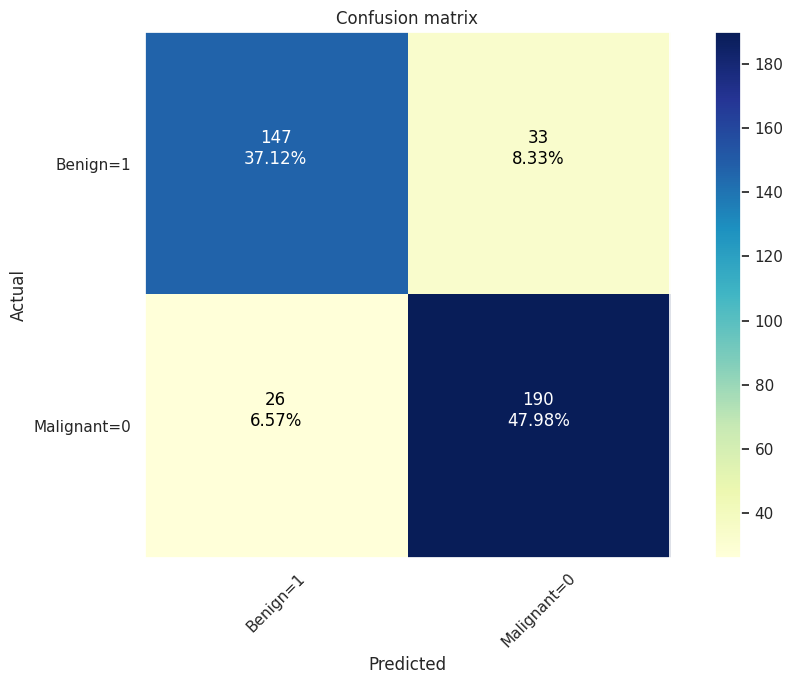 Confusion matrix
Actual
Benign=1
147
37.12%
33
8.33%
Malignant=0
26
6.57%
190
47.98%
Benign=1
Malignant=0
Predicted
180
160
140
120
100
80
60
40